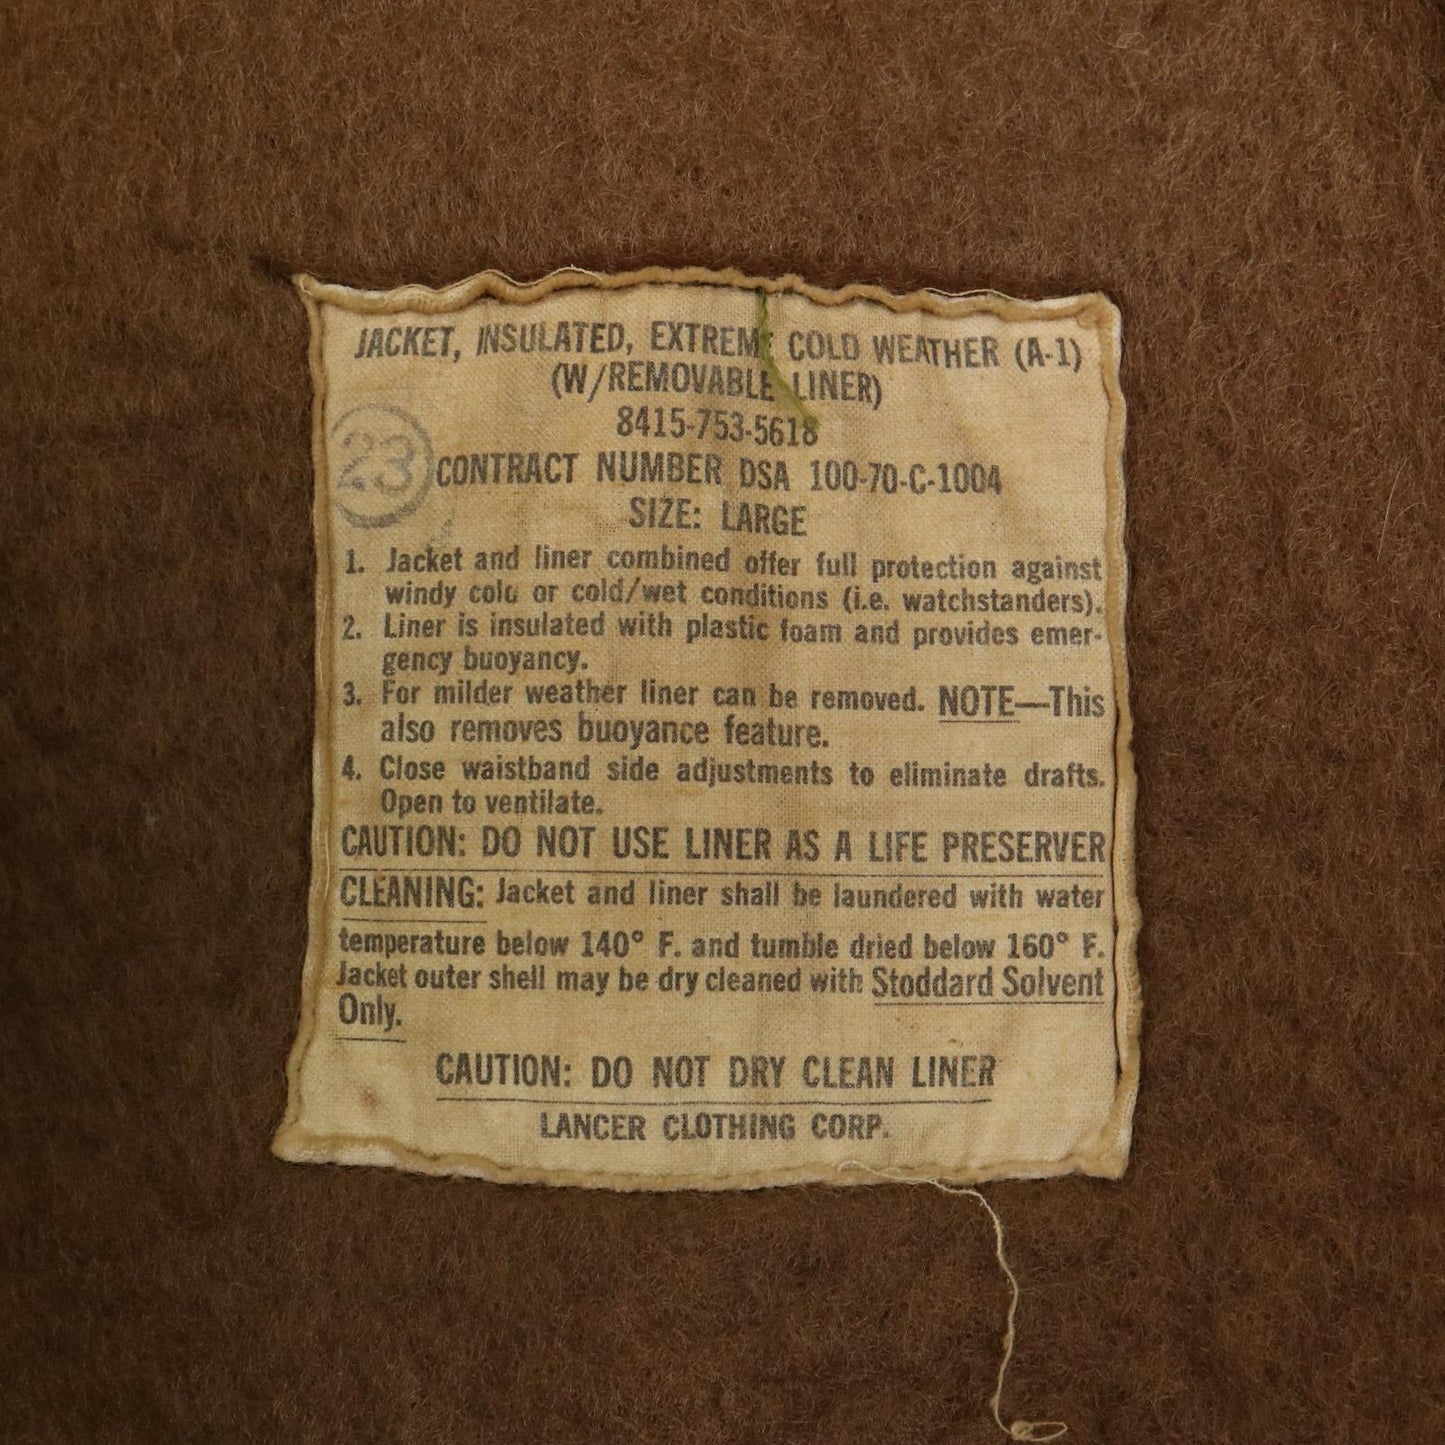 JACKET, INSULATED, EXTREME COLD WEATHER (A-1)
(W/REMOVABLE LINER)
8415-753-5618
23
CONTRACT NUMBER DSA 100-70-C-1004
SIZE: LARGE
1. Jacket and liner combined offer full protection against
windy cold or cold/wet conditions (i.e. watchstanders).
2. Liner is insulated with plastic foam and provides emer-
gency buoyancy.
3. For milder weather liner can be removed. NOTE—This
also removes buoyance feature.
4. Close waistband side adjustments to eliminate drafts.
Open to ventilate.
CAUTION: DO NOT USE LINER AS A LIFE PRESERVER
CLEANING: Jacket and liner shall be laundered with water
temperature below 140° F. and tumble dried below 160° F.
Jacket outer shell may be dry cleaned with Stoddard Solvent
Only.
CAUTION: DO NOT DRY CLEAN LINER
LANCER CLOTHING CORP.